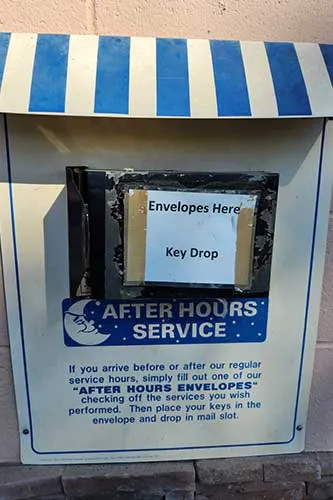 Envelopes Here
Key Drop
AFTER HOURS
SERVICE
If you arrive before or after our regular
service hours, simply fill out one of our
"AFTER HOURS ENVELOPES"
checking off the services you wish
performed. Then place your keys in the
envelope and drop in mail slot.